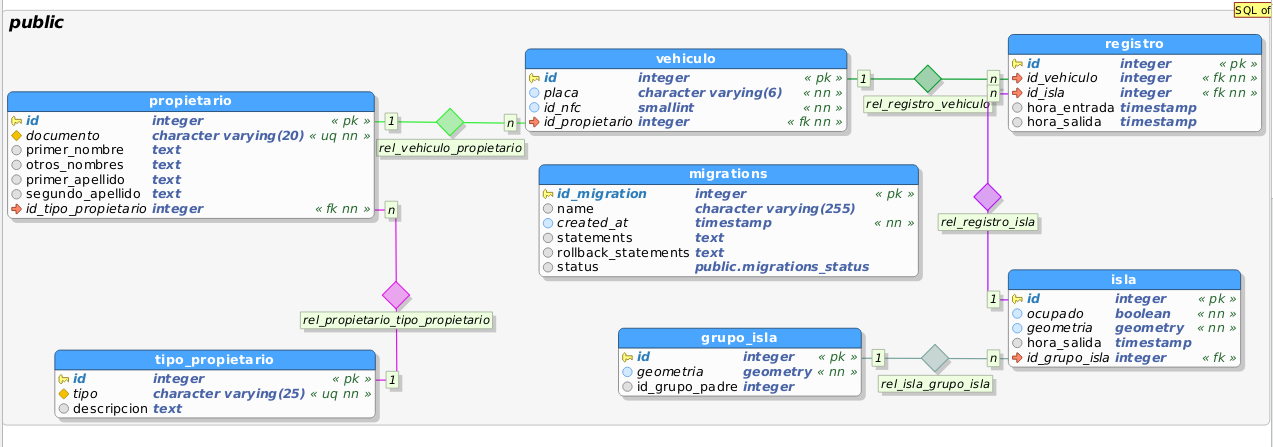 public
SQL of
propietario
id integer « pk »
documento character varying(20) « uq nn »
primer_nombre text
otros_nombres text
primer_apellido text
segundo_apellido text
id_tipo_propietario integer « fk nn »
1
n
rel_vehiculo_propietario
vehiculo
id integer « pk »
placa character varying(6) « nn »
id_nfc smallint « nn »
id_propietario integer « fk nn »
1
n
n
rel_registro_vehiculo
registro
id integer « pk »
id_vehiculo integer « fk nn »
id_isla integer « fk nn »
hora_entrada timestamp
hora_salida timestamp
migrations
id_migration integer « pk »
name character varying(255)
created_at timestamp « nn »
statements text
rollback_statements text
status public.migrations_status
n
rel_propietario_tipo_propietario
1
rel_registro_isla
1
tipo_propietario
id integer « pk »
tipo character varying(25) « uq nn »
descripcion text
grupo_isla
id integer « pk »
geometria geometry « nn »
id_grupo_padre integer
1
n
rel_isla_grupo_isla
isla
id integer « pk »
ocupado boolean « nn »
geometria geometry « nn »
hora_salida timestamp
id_grupo_isla integer « fk »